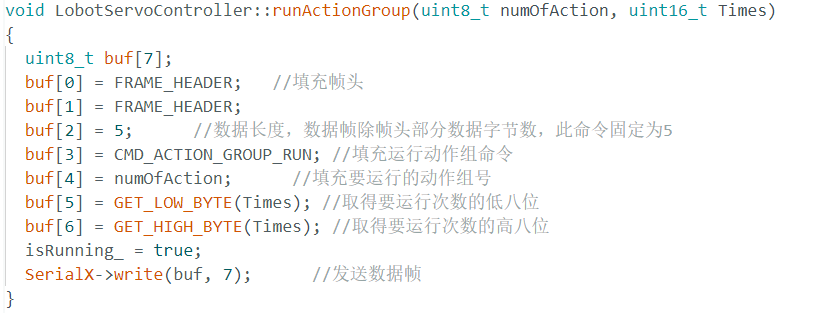 void LobotServoController::runActionGroup(uint8_t numOfAction, uint16_t Times)
{
  uint8_t buf[7];
  buf[0] = FRAME_HEADER;   //填充帧头
  buf[1] = FRAME_HEADER;
  buf[2] = 5;      //数据长度，数据帧除帧头部分数据字节数，此命令固定为5
  buf[3] = CMD_ACTION_GROUP_RUN; //填充运行动作组命令
  buf[4] = numOfAction;      //填充要运行的动作组号
  buf[5] = GET_LOW_BYTE(Times); //取得要运行次数的低八位
  buf[6] = GET_HIGH_BYTE(Times); //取得要运行次数的高八位
  isRunning_ = true;
  SerialX->write(buf, 7);      //发送数据帧
}